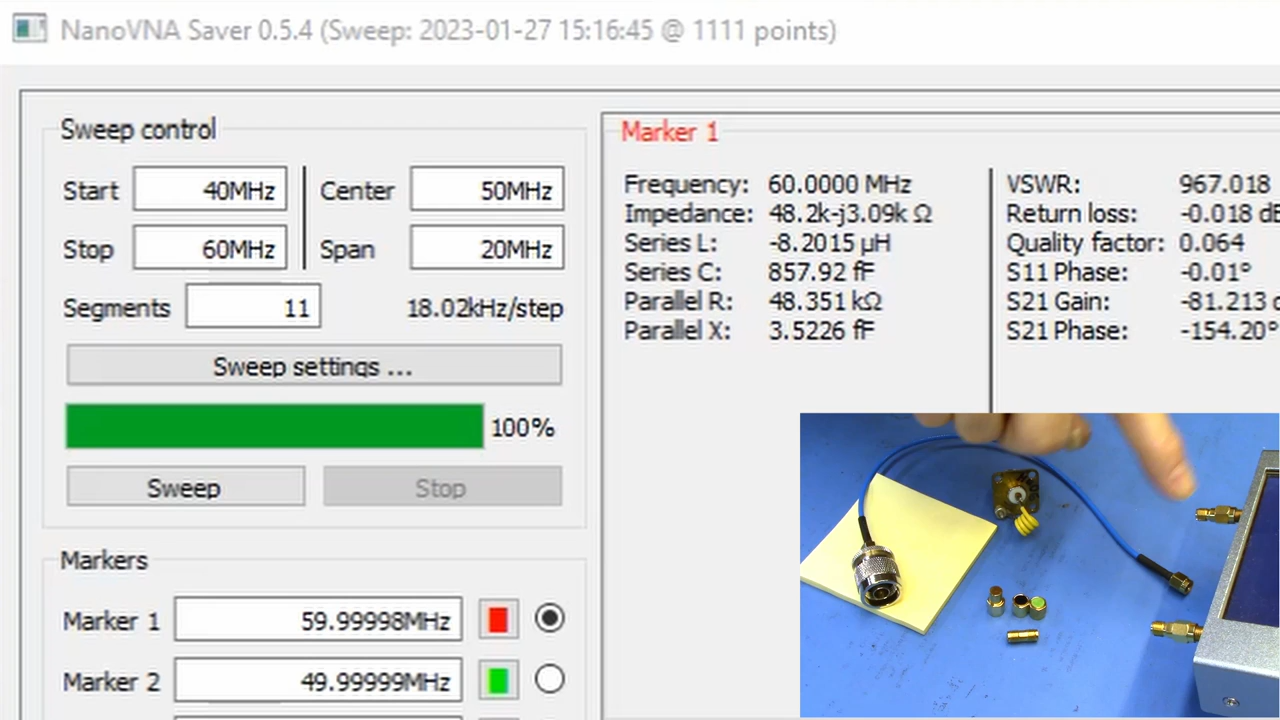 NanoVNA Saver 0.5.4 (Sweep: 2023-01-27 15:16:45 @ 1111 points)
Sweep control
Start 40MHz Center 50MHz
Stop 60MHz Span 20MHz
Segments 11 18.02kHz/step
Sweep settings ...
100%
Sweep Stop
Markers
Marker 1 59.99998MHz
Marker 2 49.99999MHz
Marker 1
Frequency: 60.0000 MHz
Impedance: 48.2k-j3.09k Ω
Series L: -8.2015 µH
Series C: 857.92 fF
Parallel R: 48.351 kΩ
Parallel X: 3.5226 fF
VSWR: 967.018
Return loss: -0.018 dB
Quality factor: 0.064
S11 Phase: -0.01°
S21 Gain: -81.213 d
S21 Phase: -154.20°